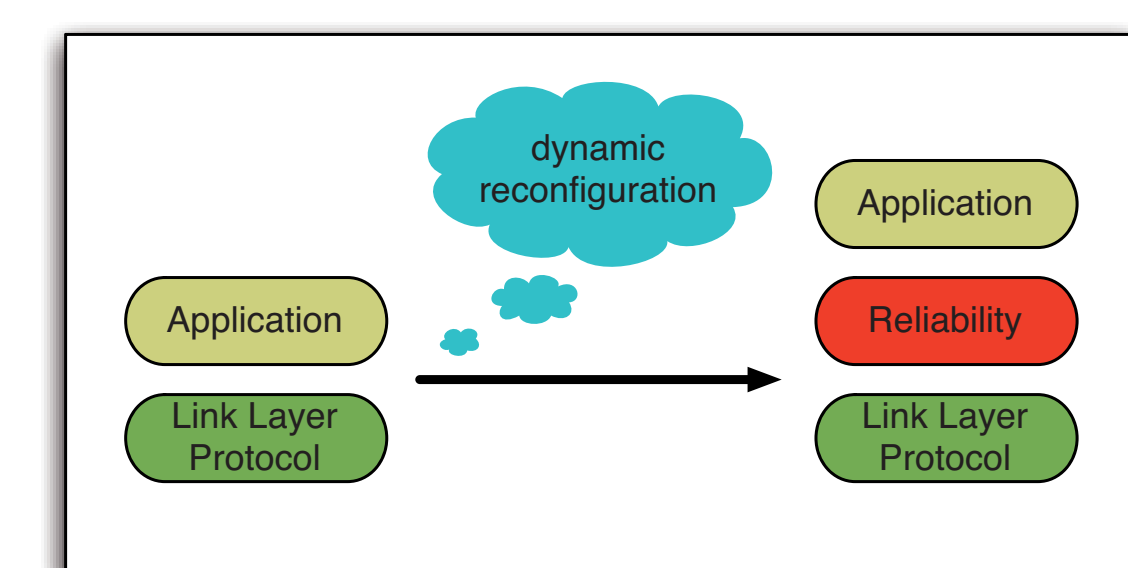 dynamic
reconfiguration
Application
Link Layer
Protocol
Application
Reliability
Link Layer
Protocol